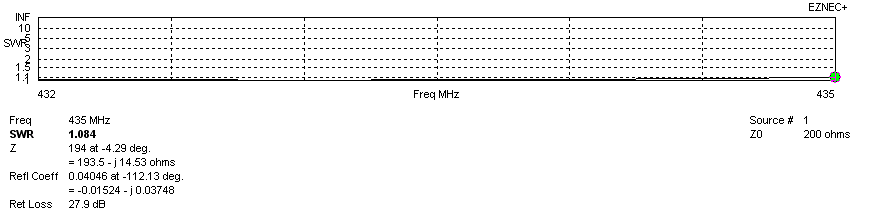 EZNEC+
INF
10
5
SWR 3
2
1.5
1.1
1
432 Freq MHz 435
Freq 435 MHz Source # 1
SWR 1.084 Z0 200 ohms
Z 194 at -4.29 deg.
= 193.5 - j 14.53 ohms
Refl Coeff 0.04046 at -112.13 deg.
= -0.01524 - j 0.03748
Ret Loss 27.9 dB